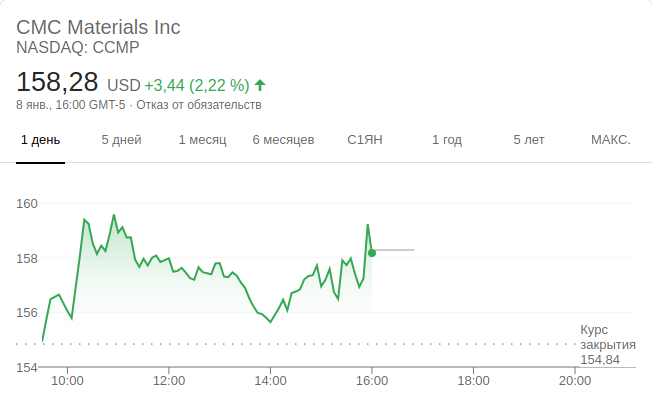 CMC Materials Inc
NASDAQ: CCMP
158,28 USD +3,44 (2,22 %)
8 янв., 16:00 GMT-5 · Отказ от обязательств
1 день 5 дней 1 месяц 6 месяцев С1ЯН 1 год 5 лет МАКС.
160
158
156
Курс
закрытия
154,84
154
10:00 12:00 14:00 16:00 18:00 20:00